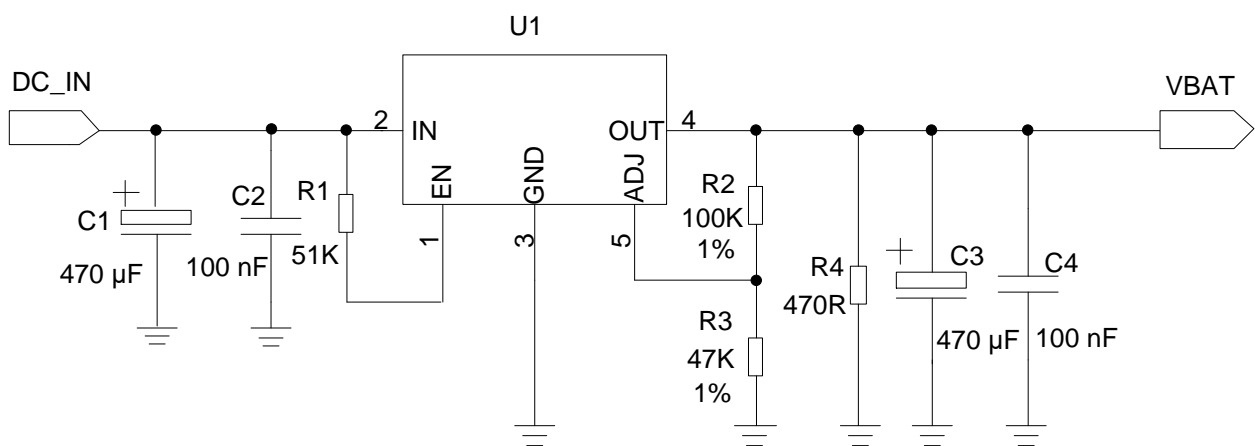 U1
DC_IN
VBAT
2
IN
OUT
4
EN
GND
ADJ
1
3
5
C1
470 µF
C2
100 nF
R1
51K
R2
100K
1%
R3
47K
1%
R4
470R
C3
470 µF
C4
100 nF